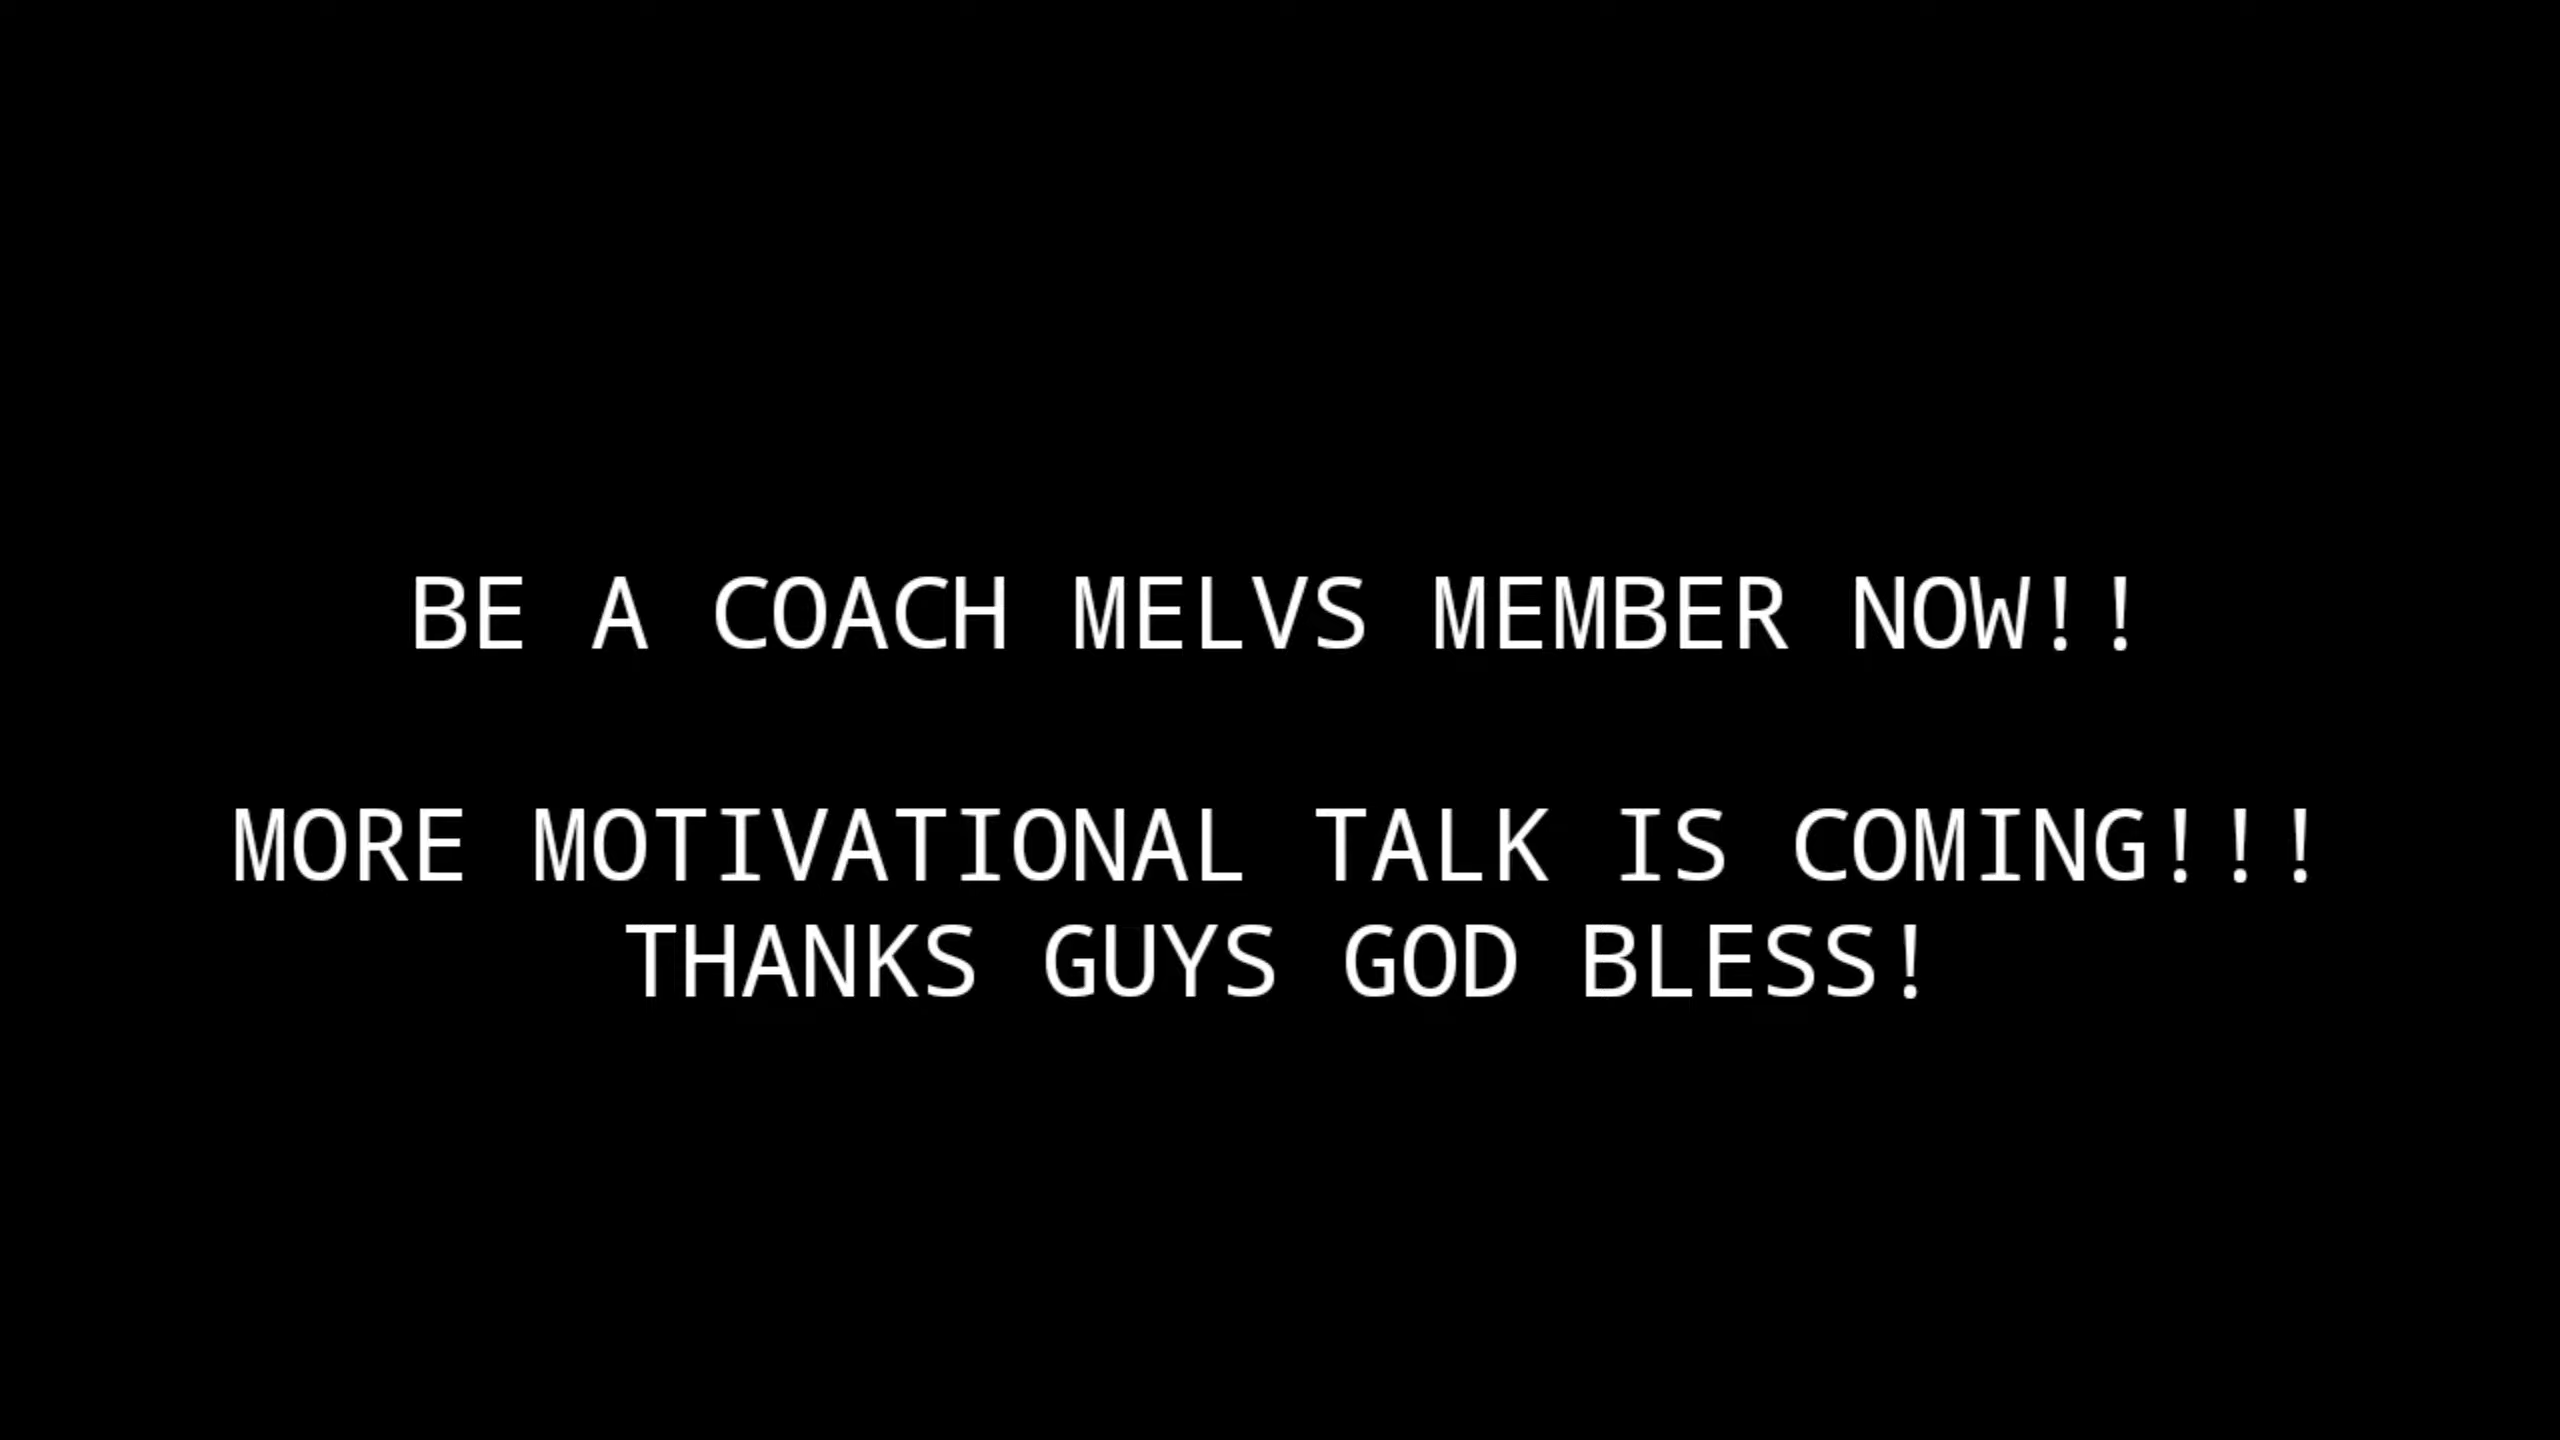 BE A COACH MELVS MEMBER NOW!!
MORE MOTIVATIONAL TALK IS COMING!!!
THANKS GUYS GOD BLESS!